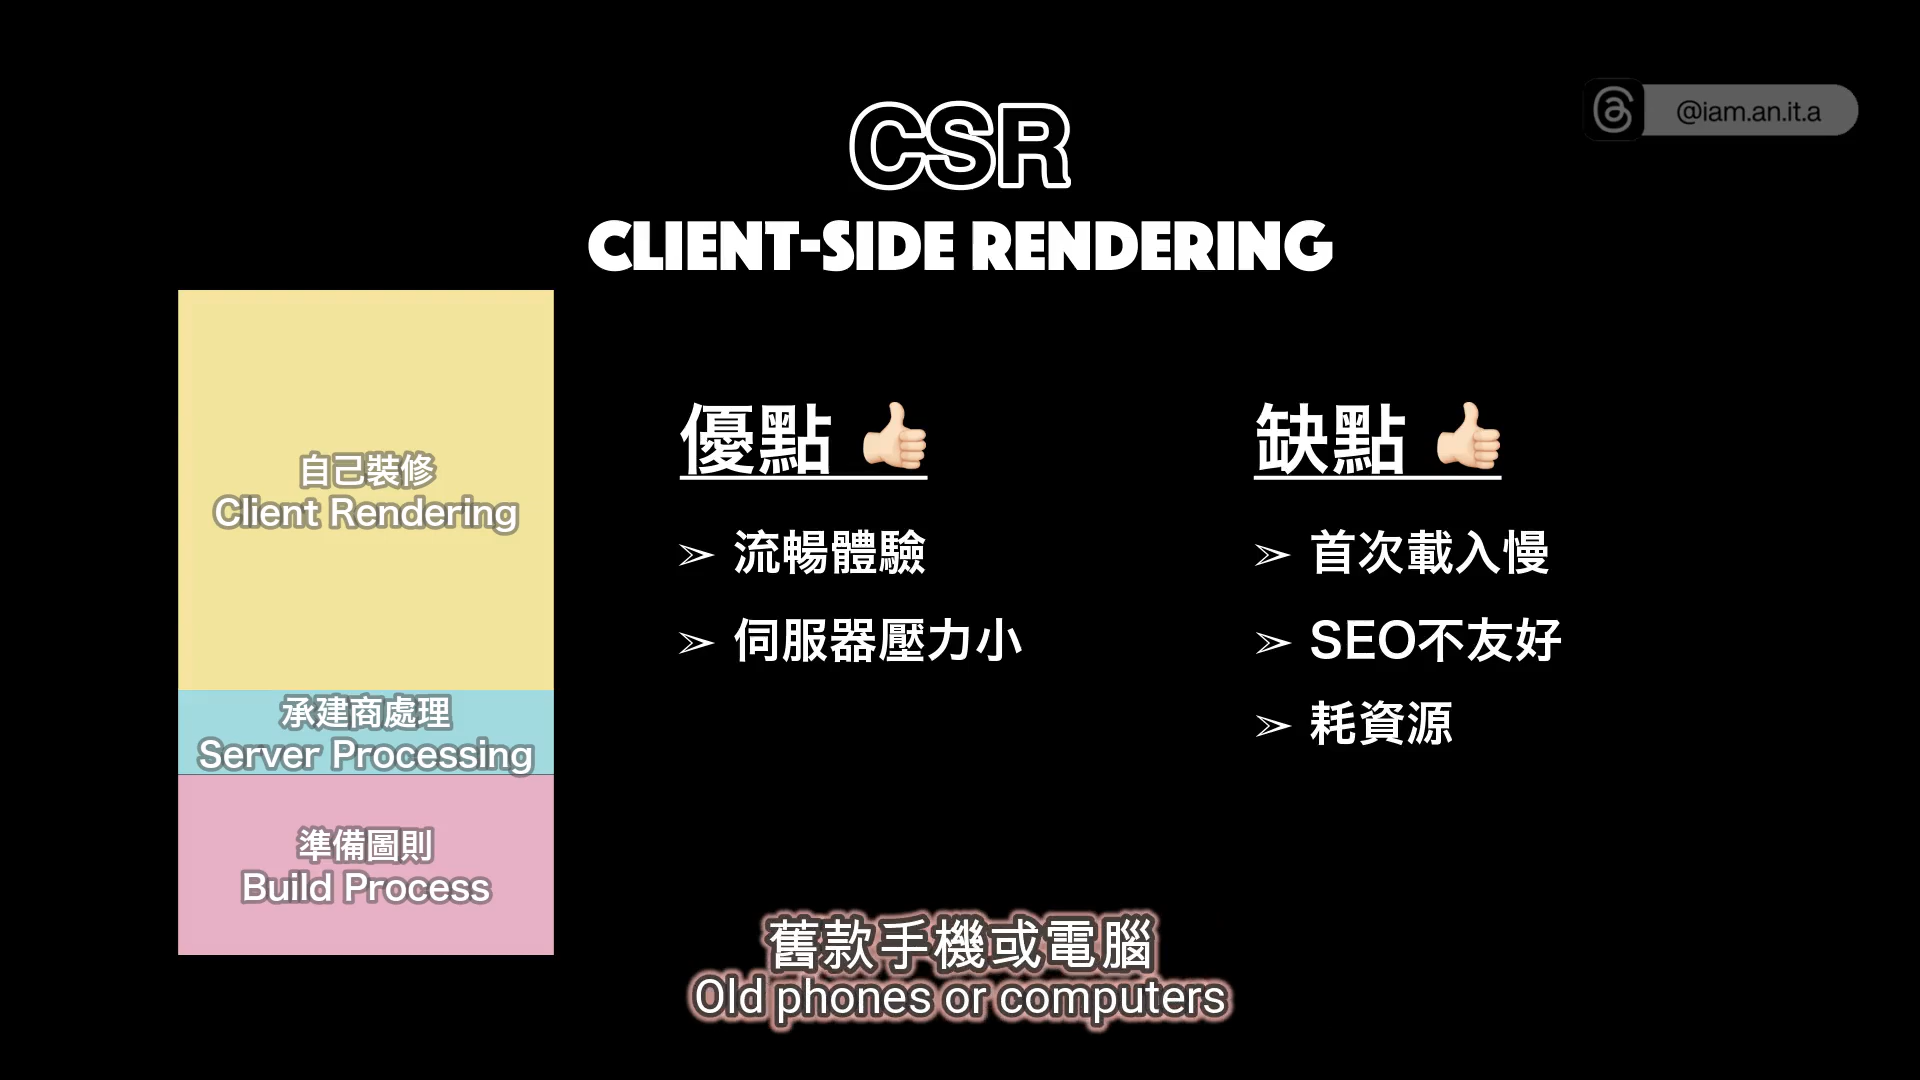 @iam.an.it.a
CSR
CLIENT-SIDE RENDERING
自己裝修
Client Rendering
承建商處理
Server Processing
準備圖則
Build Process
優點 👍🏻
➢ 流暢體驗
➢ 伺服器壓力小
缺點 👍🏻
➢ 首次載入慢
➢ SEO不友好
➢ 耗資源
舊款手機或電腦
Old phones or computers